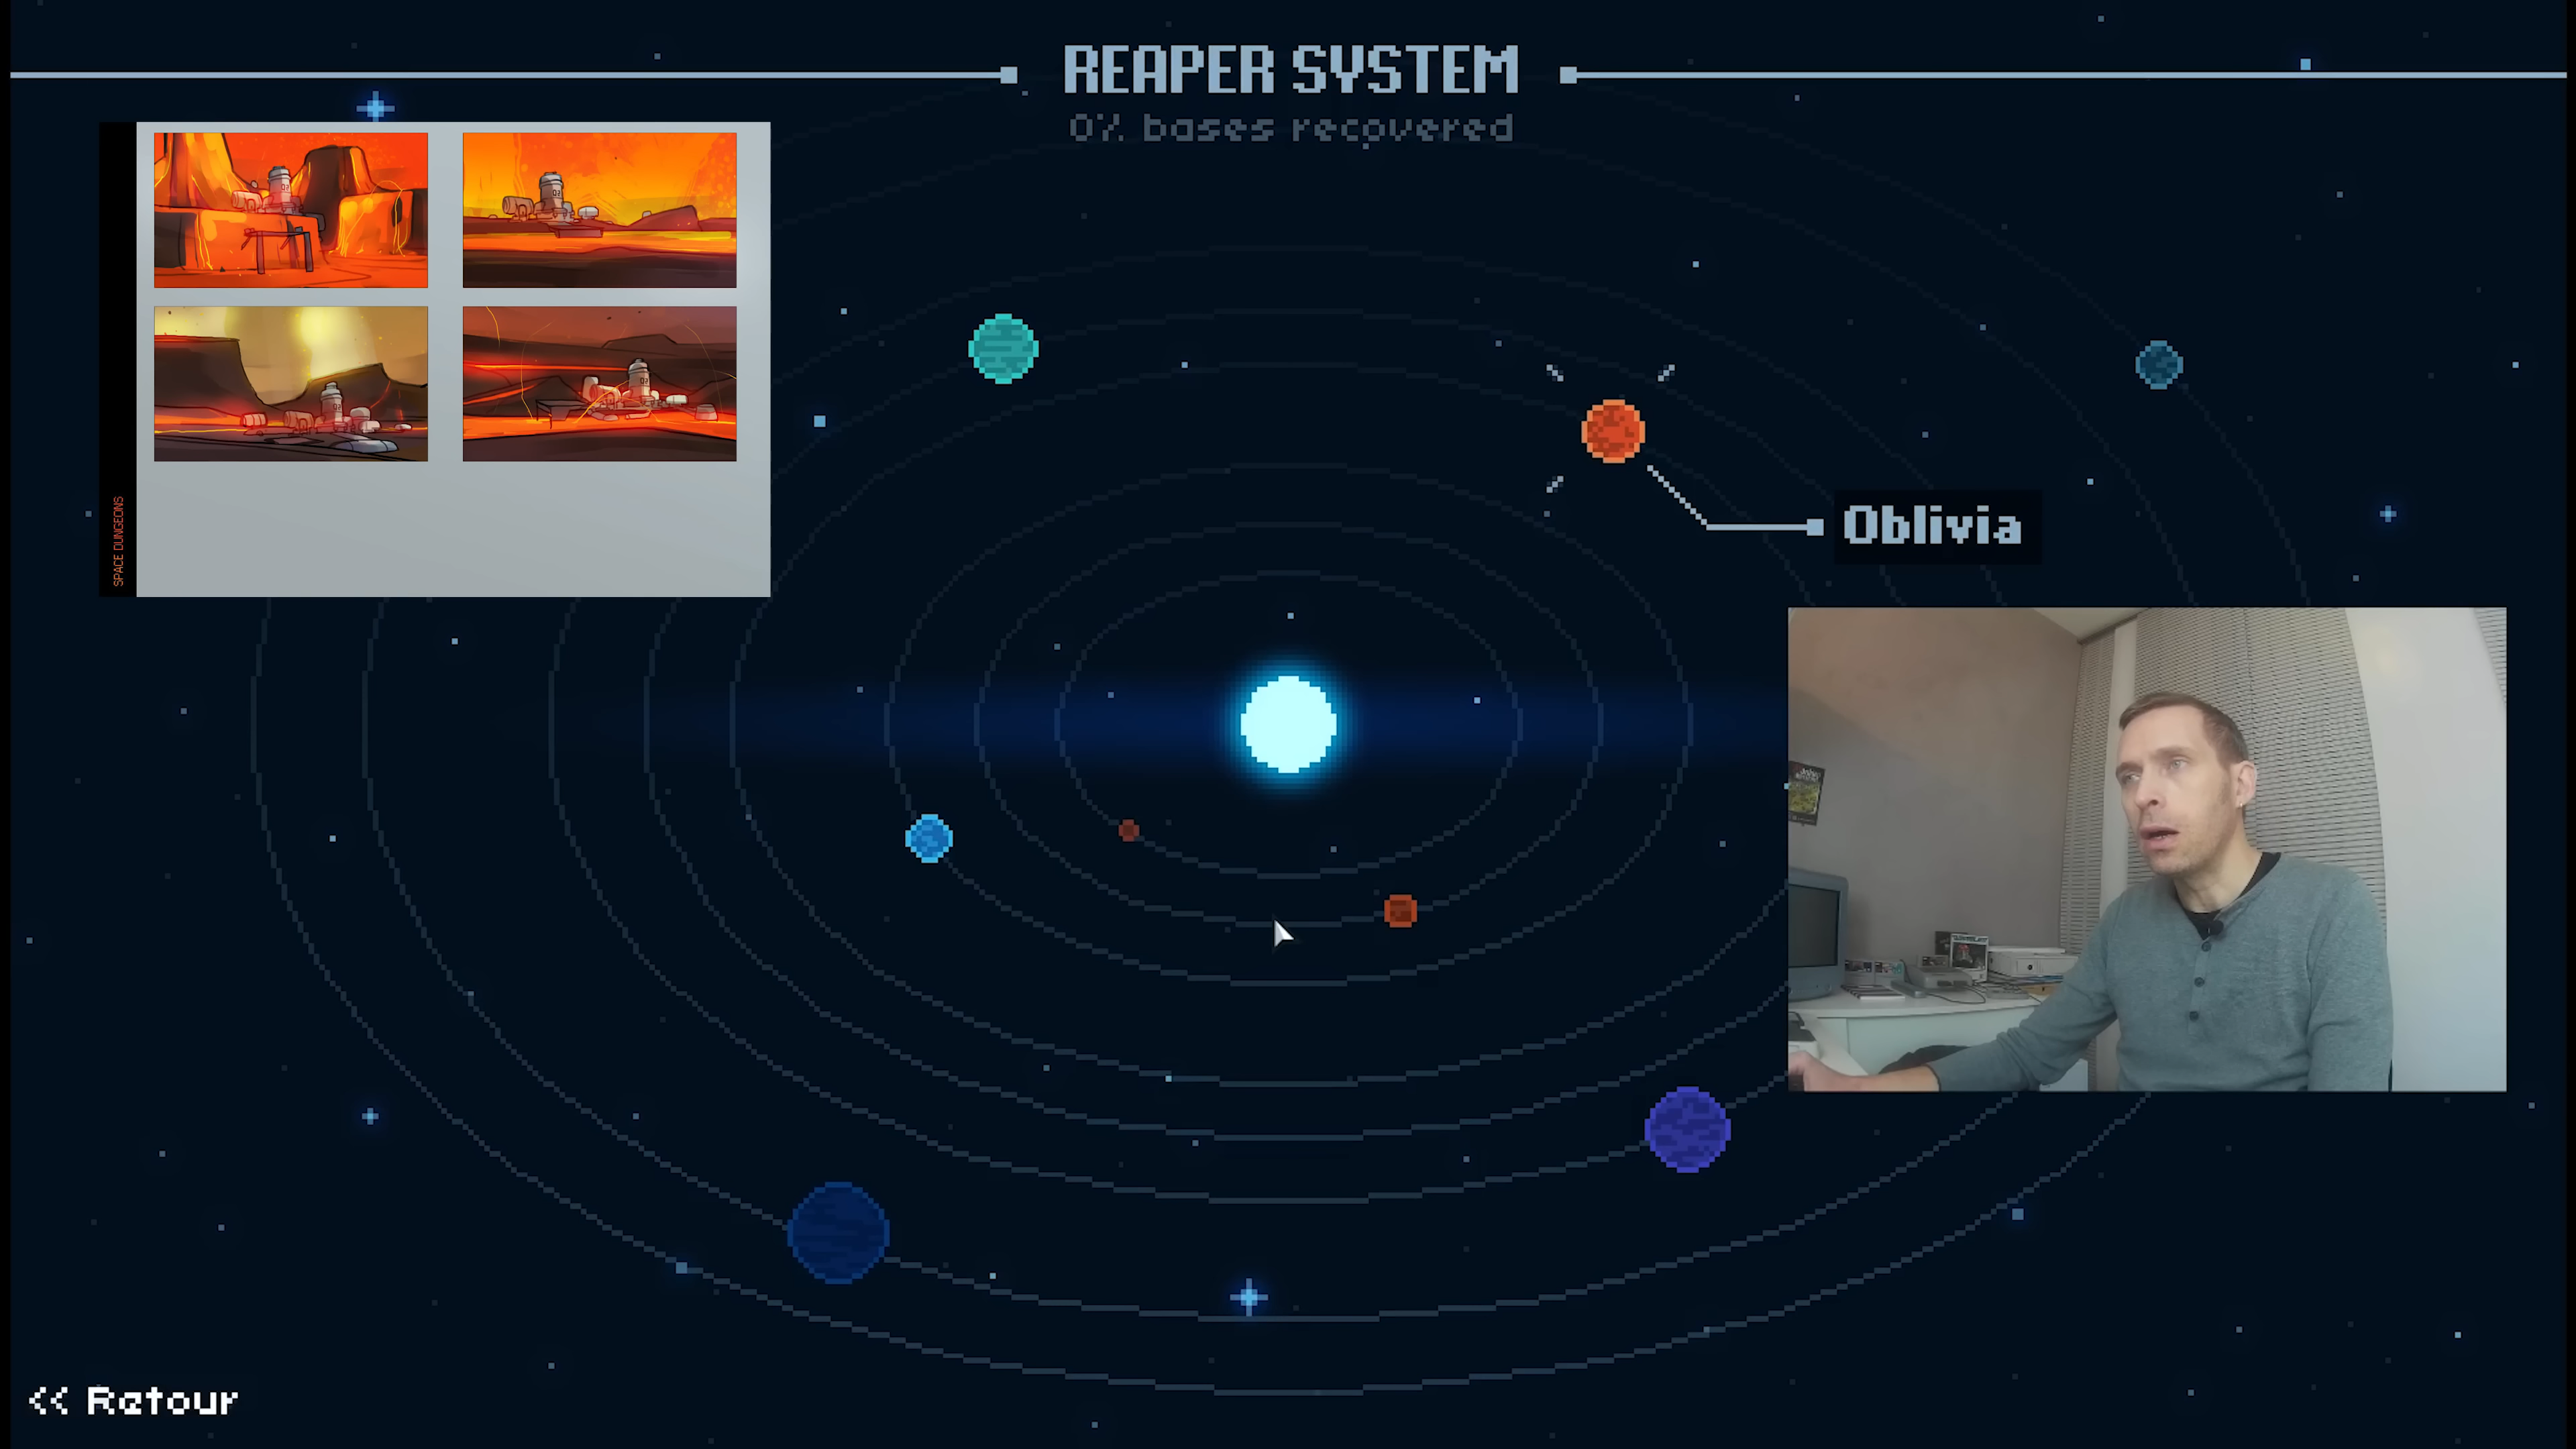 REAPER SYSTEM
0% bases recovered
SPACE DUNGEONS
Oblivia
<< Retour